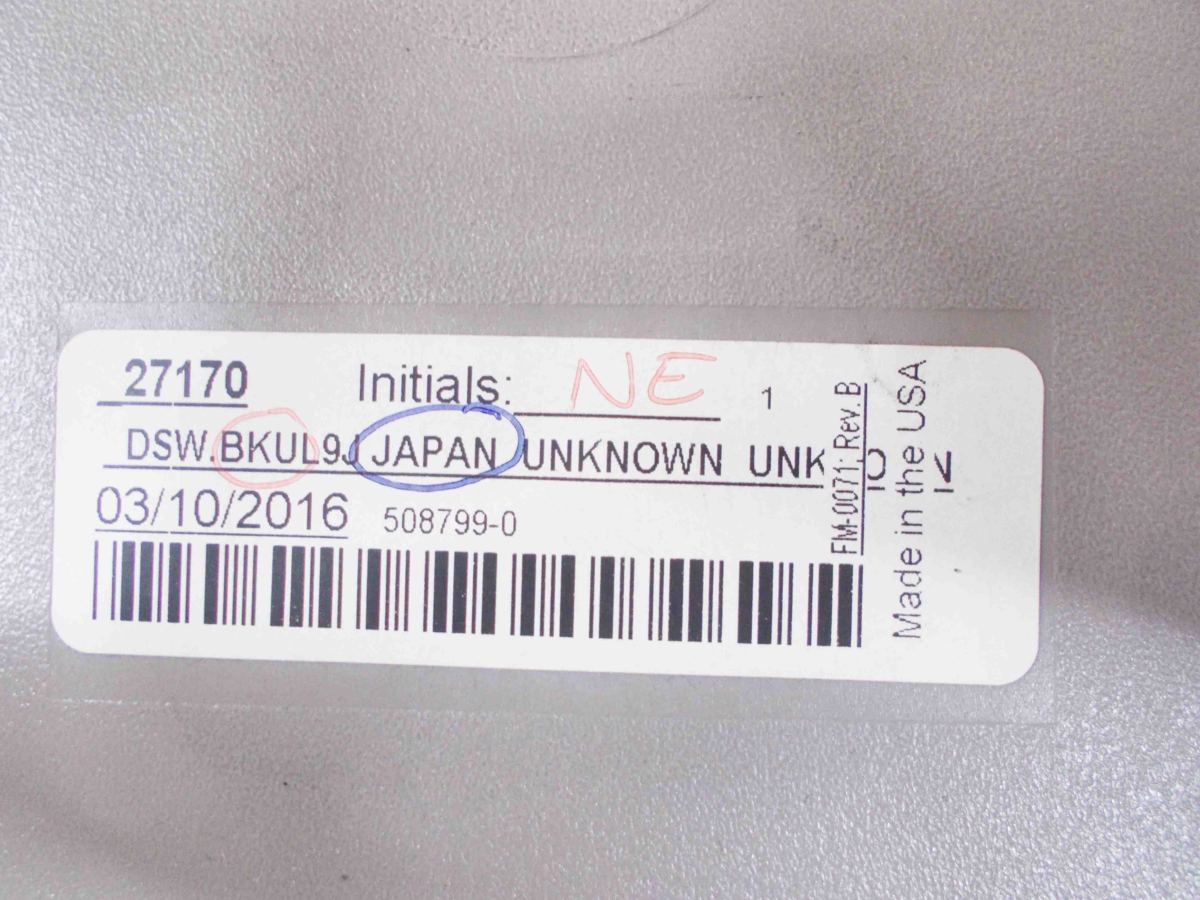 27170 Initials: NE 1
DSW.BKUL9J JAPAN UNKNOWN UNK
03/10/2016 508799-0
FM-0071; Rev. B
Made in the USA